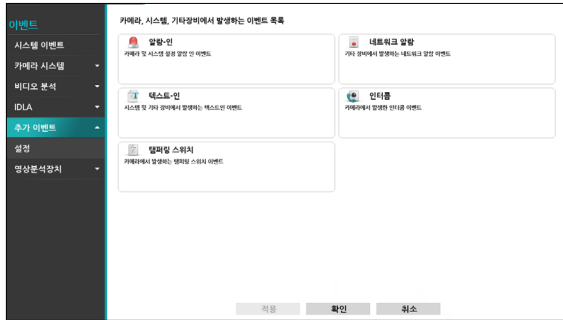 이벤트
시스템 이벤트
카메라 시스템
비디오 분석
IDLA
추가 이벤트
설정
영상분석장치
카메라, 시스템, 기타장비에서 발생하는 이벤트 목록
알람-인
카메라 및 시스템 설정 알람 인 이벤트
네트워크 알람
기타 장비에서 발생하는 네트워크 알람 이벤트
텍스트-인
시스템 및 기타 장비에서 발생하는 텍스트인 이벤트
인터콤
카메라에서 발생한 인터콤 이벤트
탬퍼링 스위치
카메라에서 발생하는 탬퍼링 스위치 이벤트
적용
확인
취소